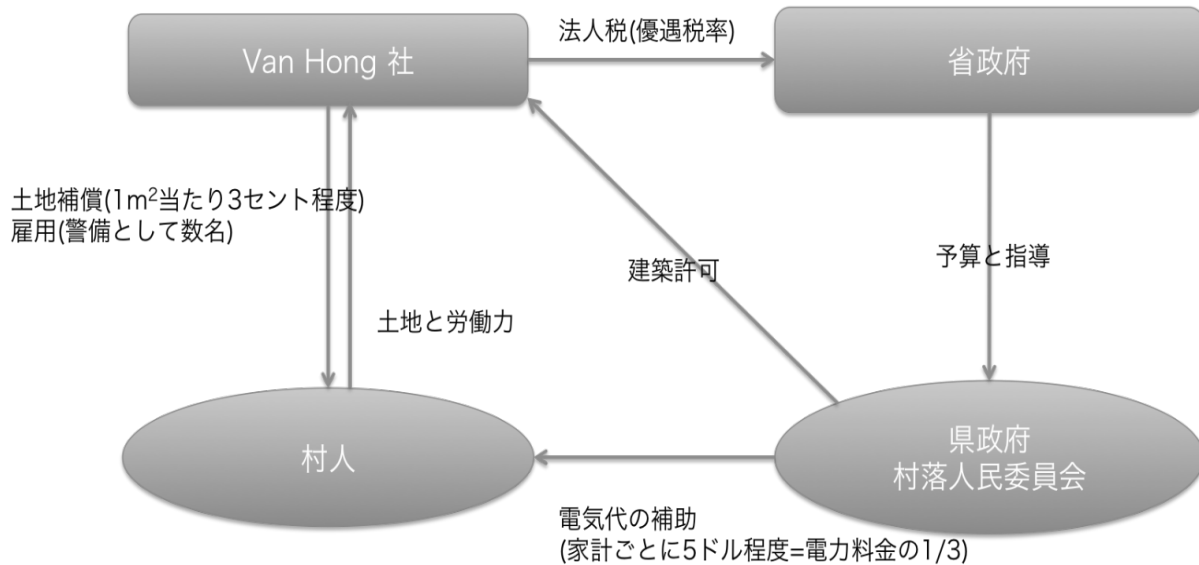 法人税(優遇税率)
Van Hong 社
省政府
土地補償(1m²当たり3セント程度)
雇用(警備として数名)
建築許可
予算と指導
土地と労働力
村人
県政府
村落人民委員会
電気代の補助
(家計ごとに5ドル程度=電力料金の1/3)